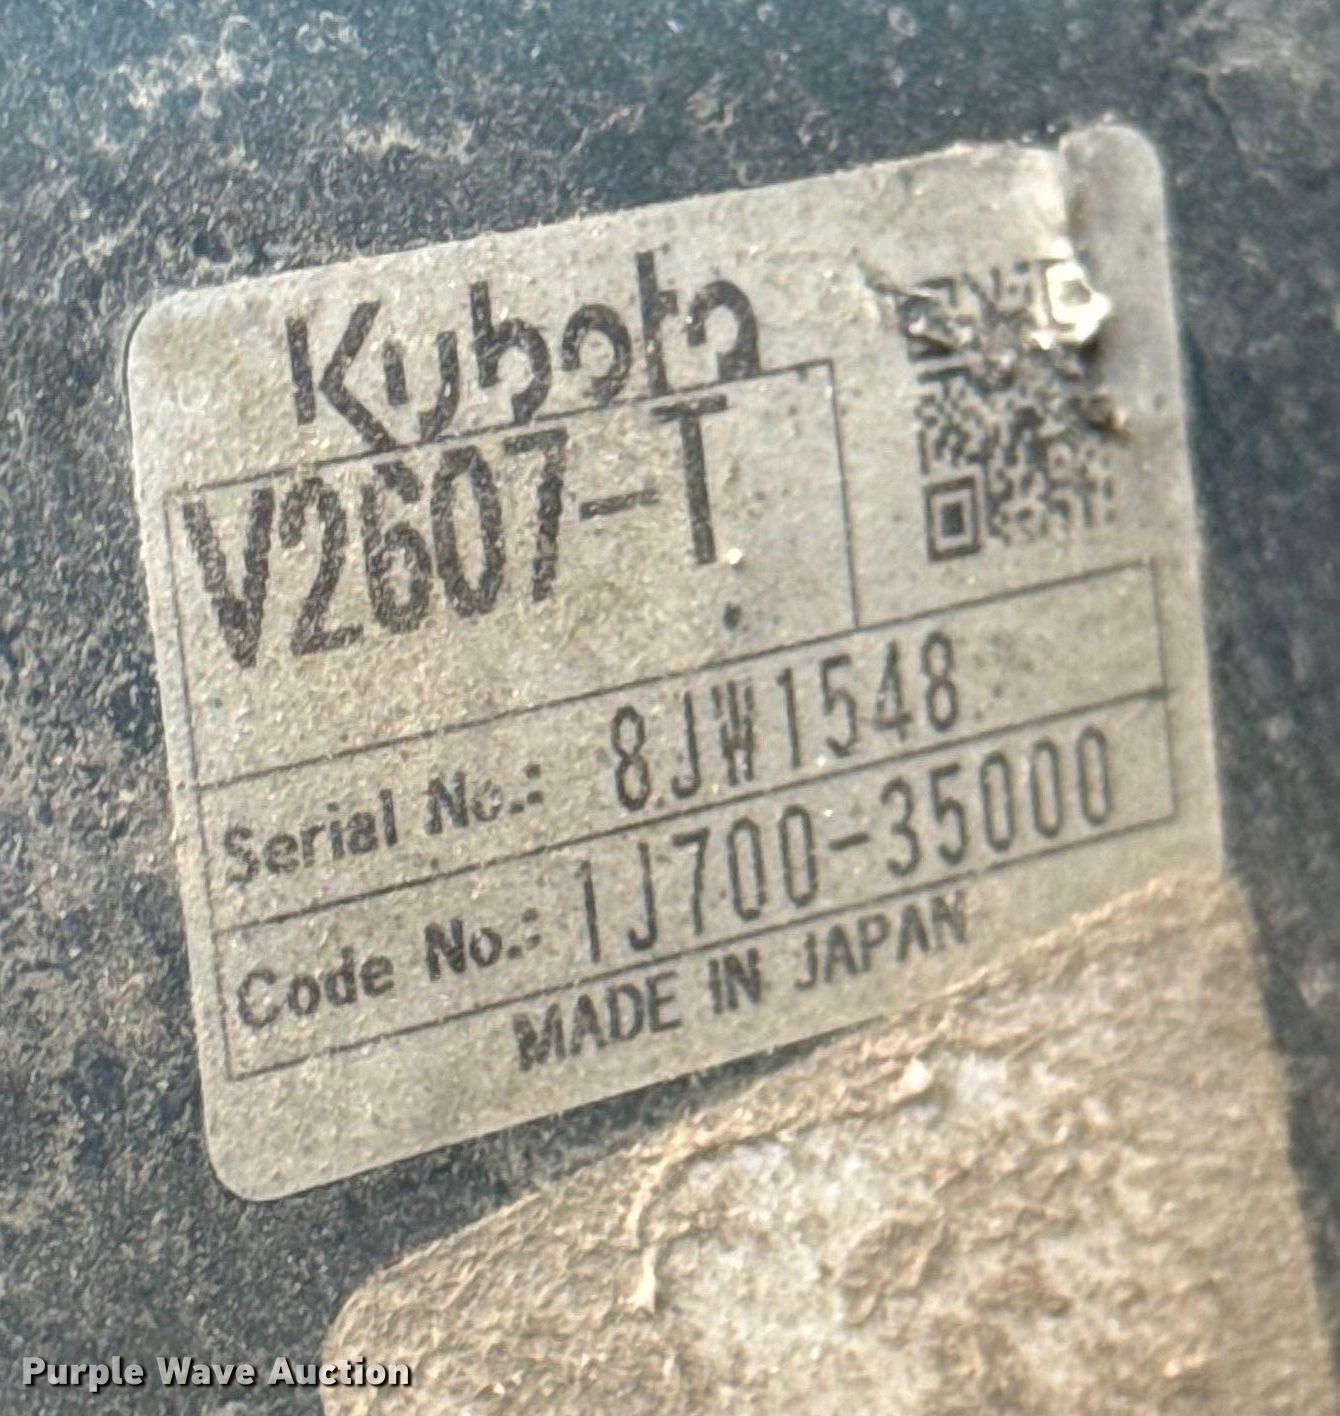 Kubota
V2607-T
Serial No.: 8JW1548
Code No.: 1J700-35000
MADE IN JAPAN
Purple Wave Auction